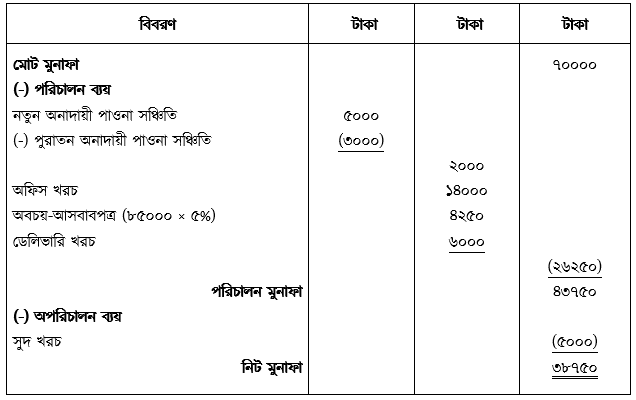 বিবরণ টাকা টাকা টাকা
মোট মুনাফা ৭০০০০
(-) পরিচালন ব্যয়
নতুন অনাদায়ী পাওনা সঞ্চিতি ৫০০০
(-) পুরাতন অনাদায়ী পাওনা সঞ্চিতি (৩০০০)
২০০০
অফিস খরচ ১৪০০০
অবচয়-আসবাবপত্র (৮৫০০০ × ৫%) ৪২৫০
ডেলিভারি খরচ ৬০০০
(২৬২৫০)
পরিচালন মুনাফা ৪৩৭৫০
(-) অপরিচালন ব্যয়
সুদ খরচ (৫০০০)
নিট মুনাফা ৩৮৭৫০